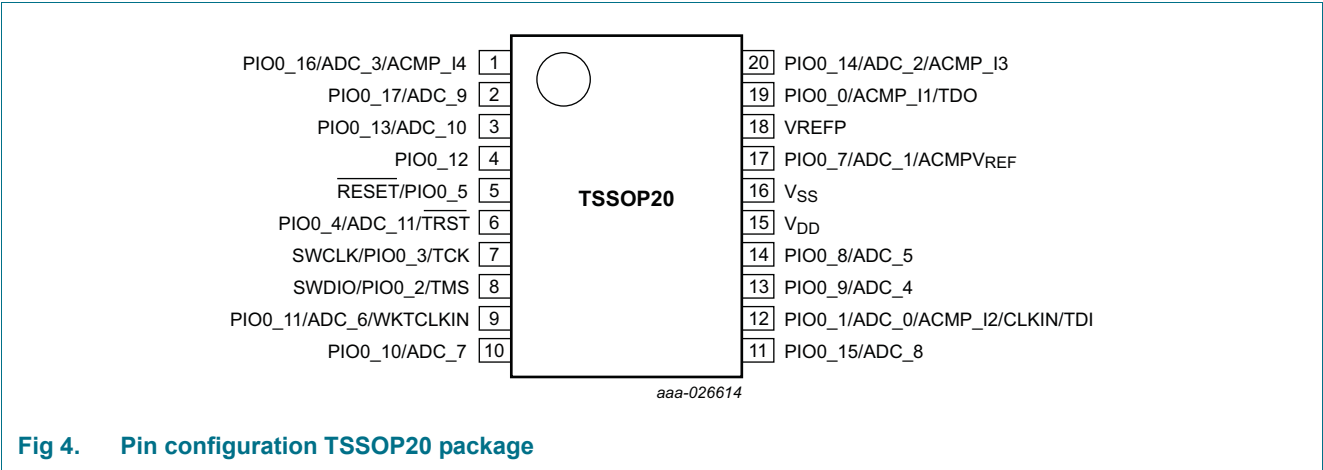 PIO0_16/ADC_3/ACMP_I4 1
PIO0_17/ADC_9 2
PIO0_13/ADC_10 3
PIO0_12 4
RESET/PIO0_5 5
PIO0_4/ADC_11/TRST 6
SWCLK/PIO0_3/TCK 7
SWDIO/PIO0_2/TMS 8
PIO0_11/ADC_6/WKTCLKIN 9
PIO0_10/ADC_7 10
TSSOP20
20 PIO0_14/ADC_2/ACMP_I3
19 PIO0_0/ACMP_I1/TDO
18 VREFP
17 PIO0_7/ADC_1/ACMPVREF
16 VSS
15 VDD
14 PIO0_8/ADC_5
13 PIO0_9/ADC_4
12 PIO0_1/ADC_0/ACMP_I2/CLKIN/TDI
11 PIO0_15/ADC_8
aaa-026614
Fig 4. Pin configuration TSSOP20 package